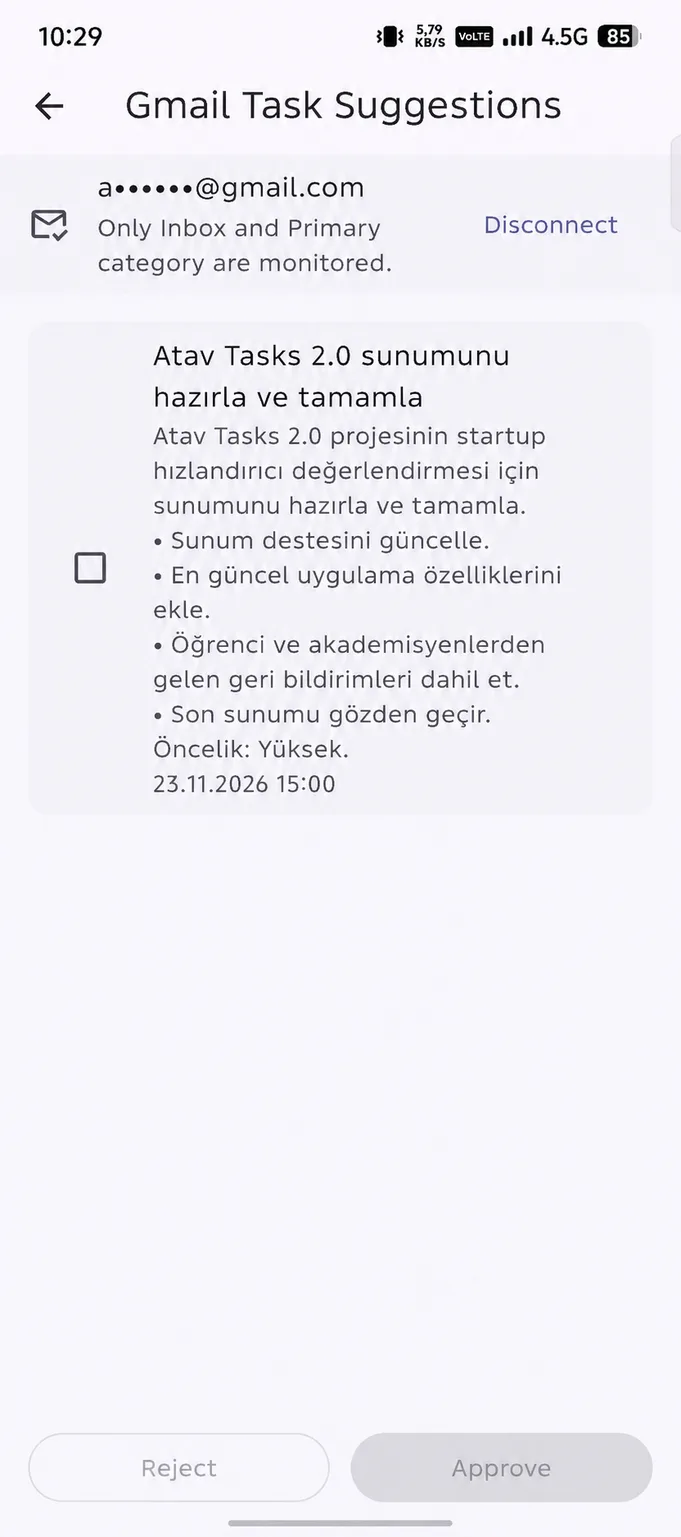 10:29
5,79
KB/S
VoLTE
4.5G
85
Gmail Task Suggestions
a••••••@gmail.com
Only Inbox and Primary
category are monitored.
Disconnect
Atav Tasks 2.0 sunumunu
hazırla ve tamamla
Atav Tasks 2.0 projesinin startup
hızlandırıcı değerlendirmesi için
sunumunu hazırla ve tamamla.
• Sunum destesini güncelle.
• En güncel uygulama özelliklerini
ekle.
• Öğrenci ve akademisyenlerden
gelen geri bildirimleri dahil et.
• Son sunumu gözden geçir.
Öncelik: Yüksek.
23.11.2026 15:00
Reject
Approve